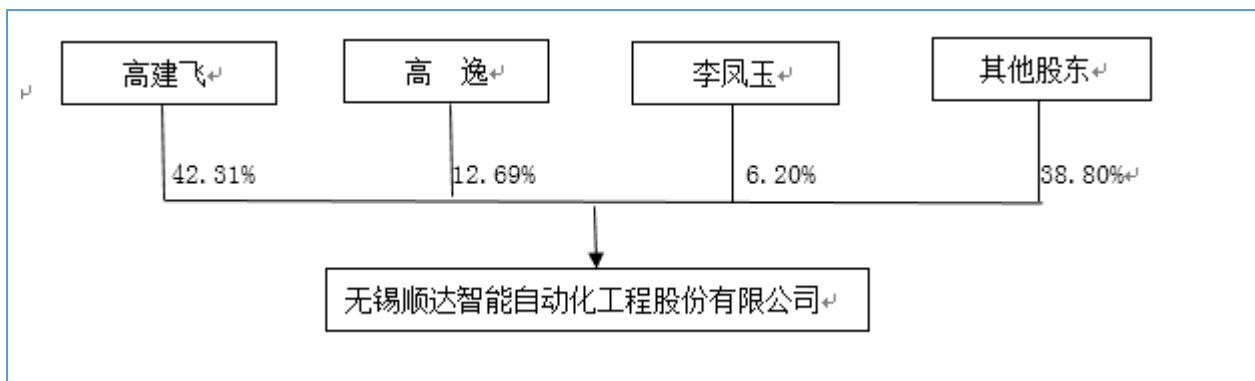 高建飞
高 逸
李凤玉
其他股东
42.31%
12.69%
6.20%
38.80%
无锡顺达智能自动化工程股份有限公司